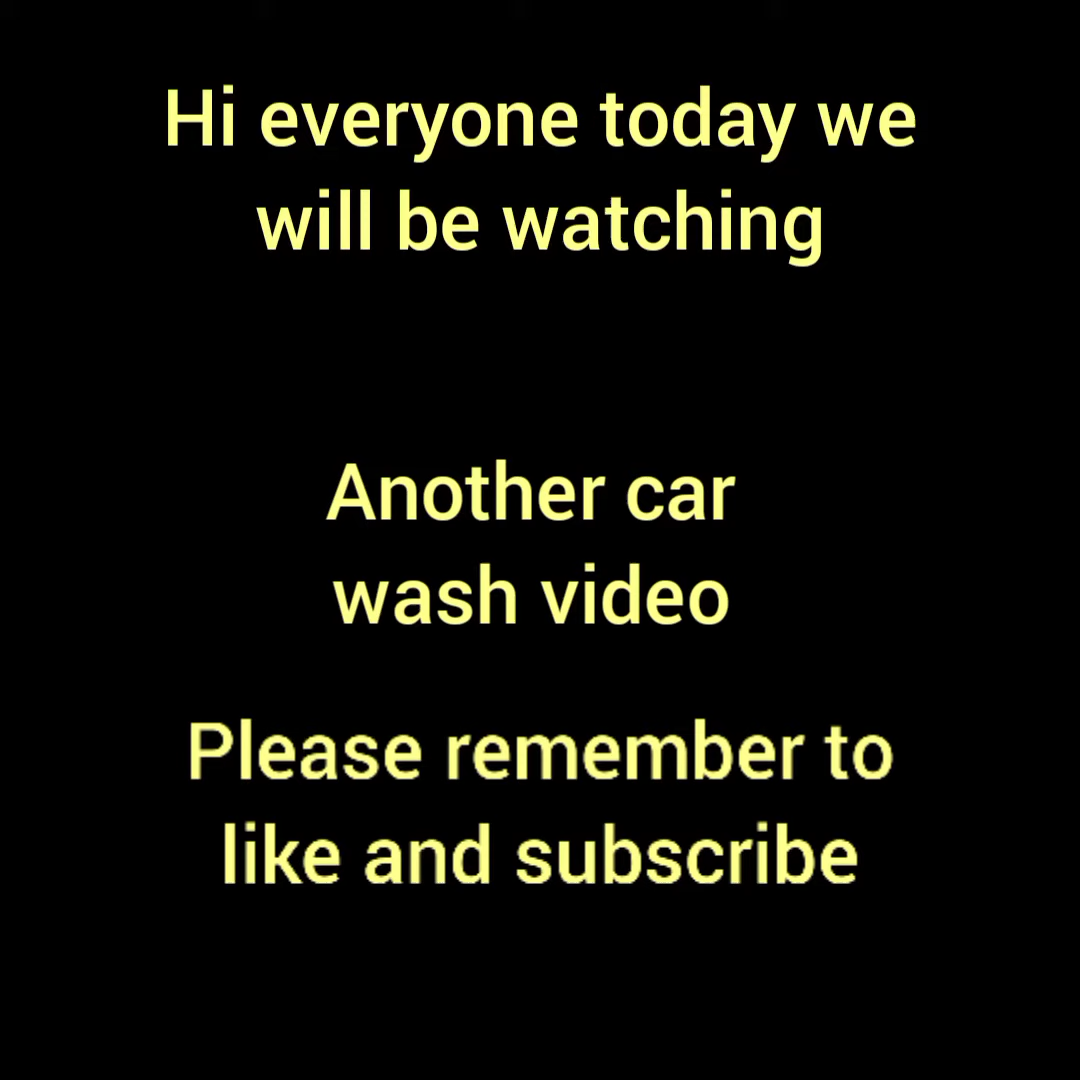 Hi everyone today we
will be watching
Another car
wash video
Please remember to
like and subscribe